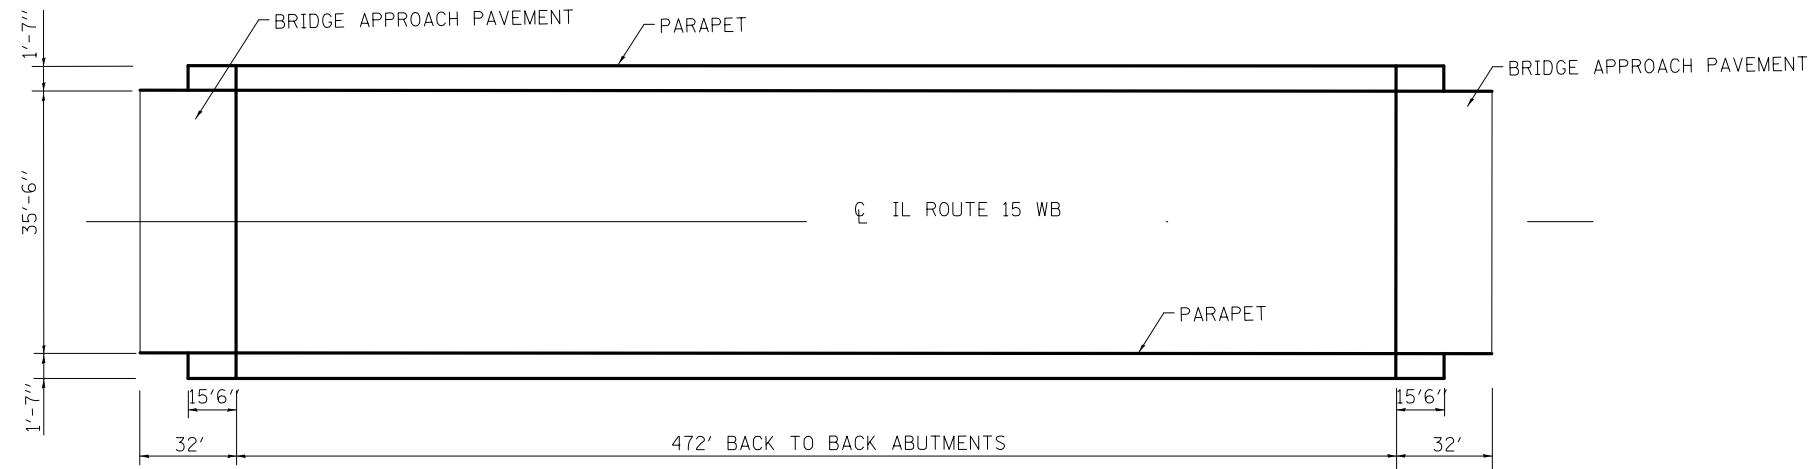 BRIDGE APPROACH PAVEMENT
PARAPET
BRIDGE APPROACH PAVEMENT
1'-7"
35'-6"
℄ IL ROUTE 15 WB
PARAPET
1'-7"
15'6"
15'6"
32'
472' BACK TO BACK ABUTMENTS
32'